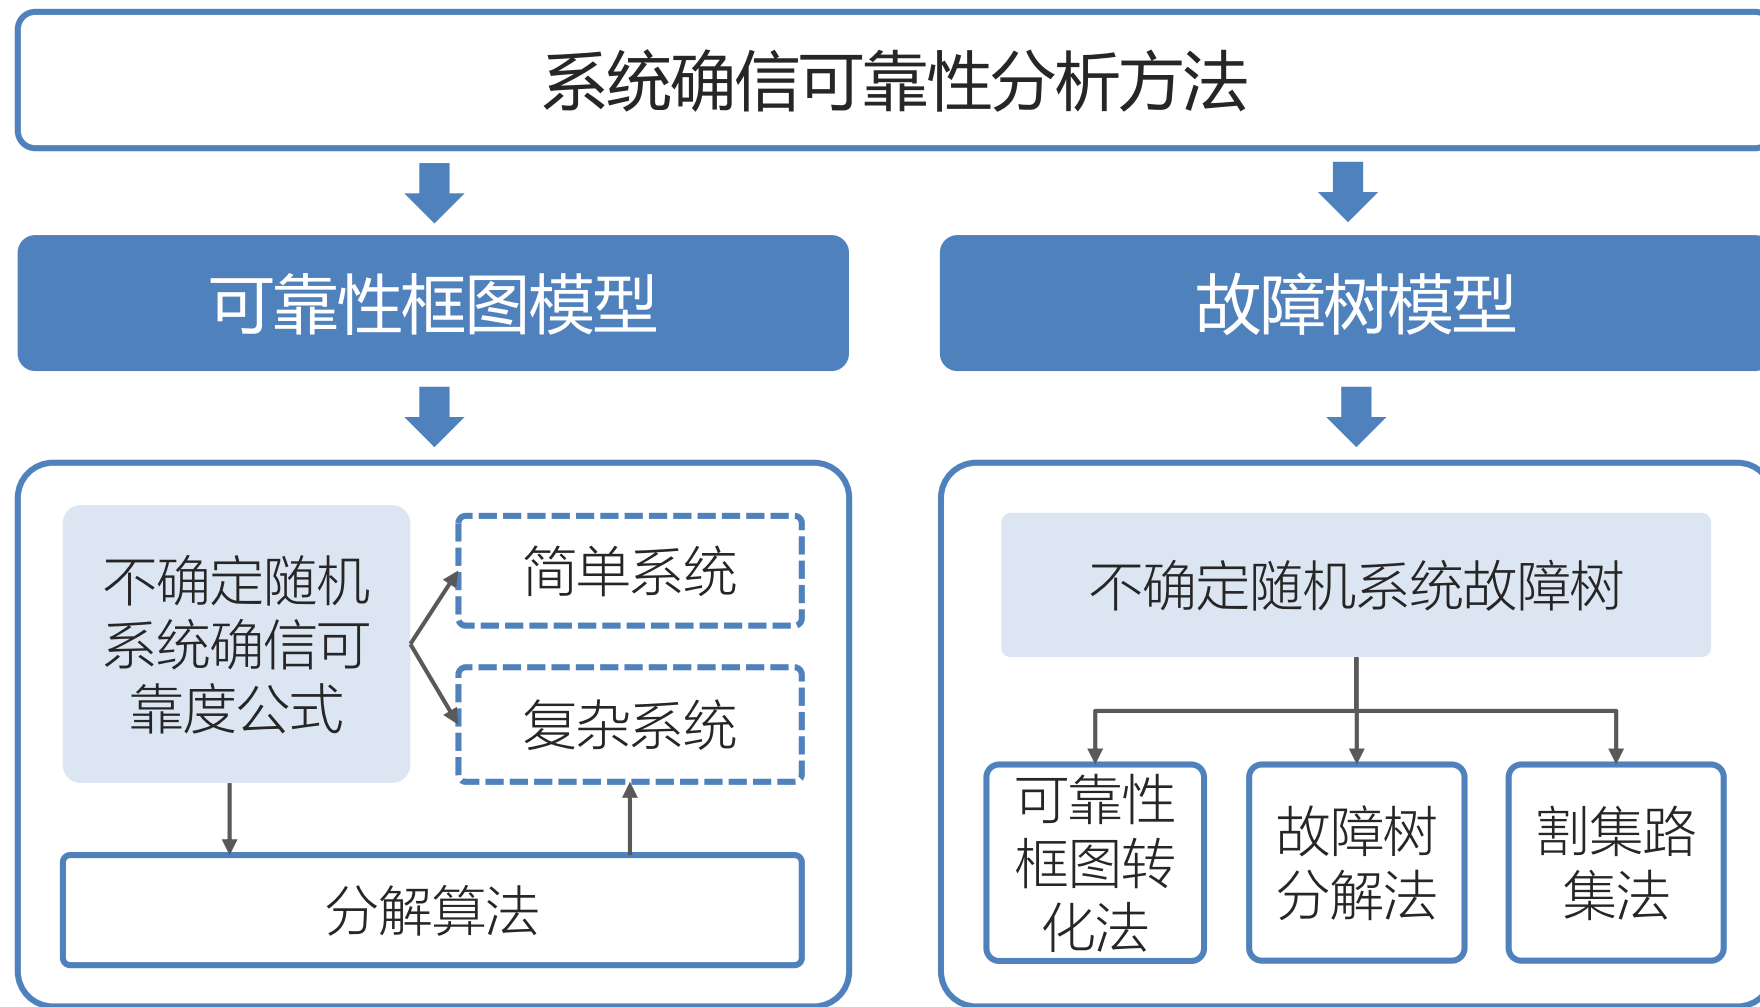 系统确信可靠性分析方法
可靠性框图模型
故障树模型
不确定随机
系统确信可
靠度公式
简单系统
复杂系统
分解算法
不确定随机系统故障树
可靠性
框图转
化法
故障树
分解法
割集路
集法